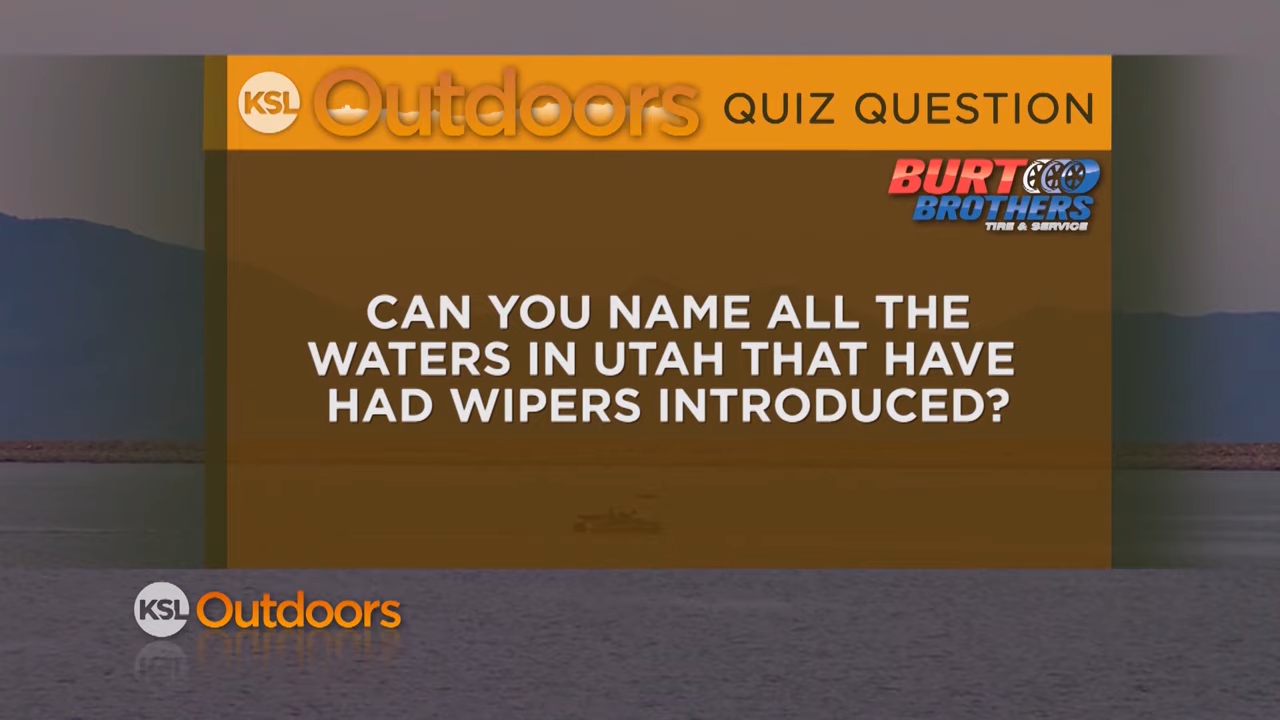 KSL Outdoors QUIZ QUESTION
BURT
BROTHERS
TIRE & SERVICE
CAN YOU NAME ALL THE
WATERS IN UTAH THAT HAVE
HAD WIPERS INTRODUCED?
KSL Outdoors